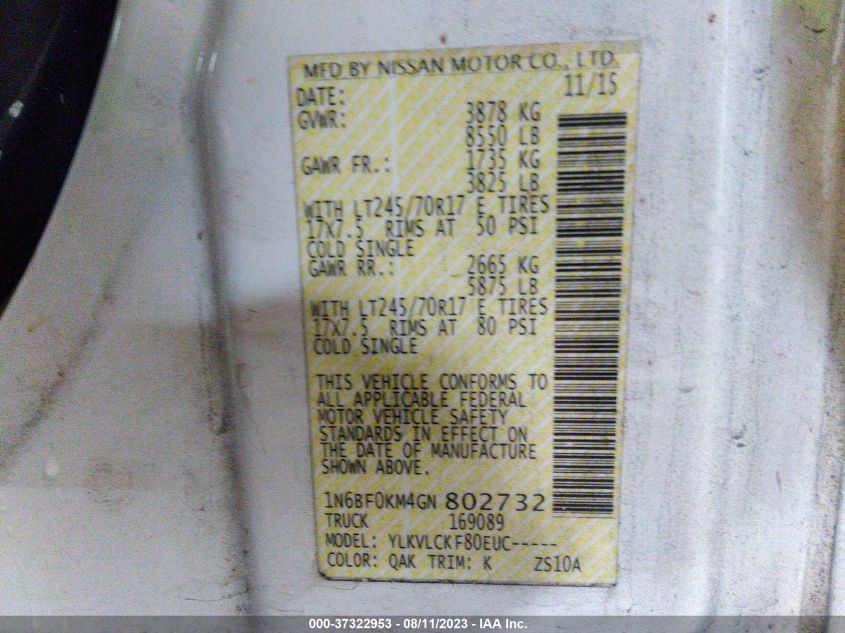 MFD BY NISSAN MOTOR CO., LTD.
DATE: 11/15
GVWR: 3878 KG
8550 LB
GAWR FR.: 1735 KG
3825 LB
WITH LT245/70R17 E TIRES
17X7.5 RIMS AT 50 PSI
COLD SINGLE
GAWR RR.: 2665 KG
5875 LB
WITH LT245/70R17 E TIRES
17X7.5 RIMS AT 80 PSI
COLD SINGLE
THIS VEHICLE CONFORMS TO
ALL APPLICABLE FEDERAL
MOTOR VEHICLE SAFETY
STANDARDS IN EFFECT ON
THE DATE OF MANUFACTURE
SHOWN ABOVE.
1N6BF0KM4GN 802732
TRUCK 169089
MODEL: YLKVLCKF80EUC-----
COLOR: QAK TRIM: K ZS10A
000-37322953 - 08/11/2023 - IAA Inc.